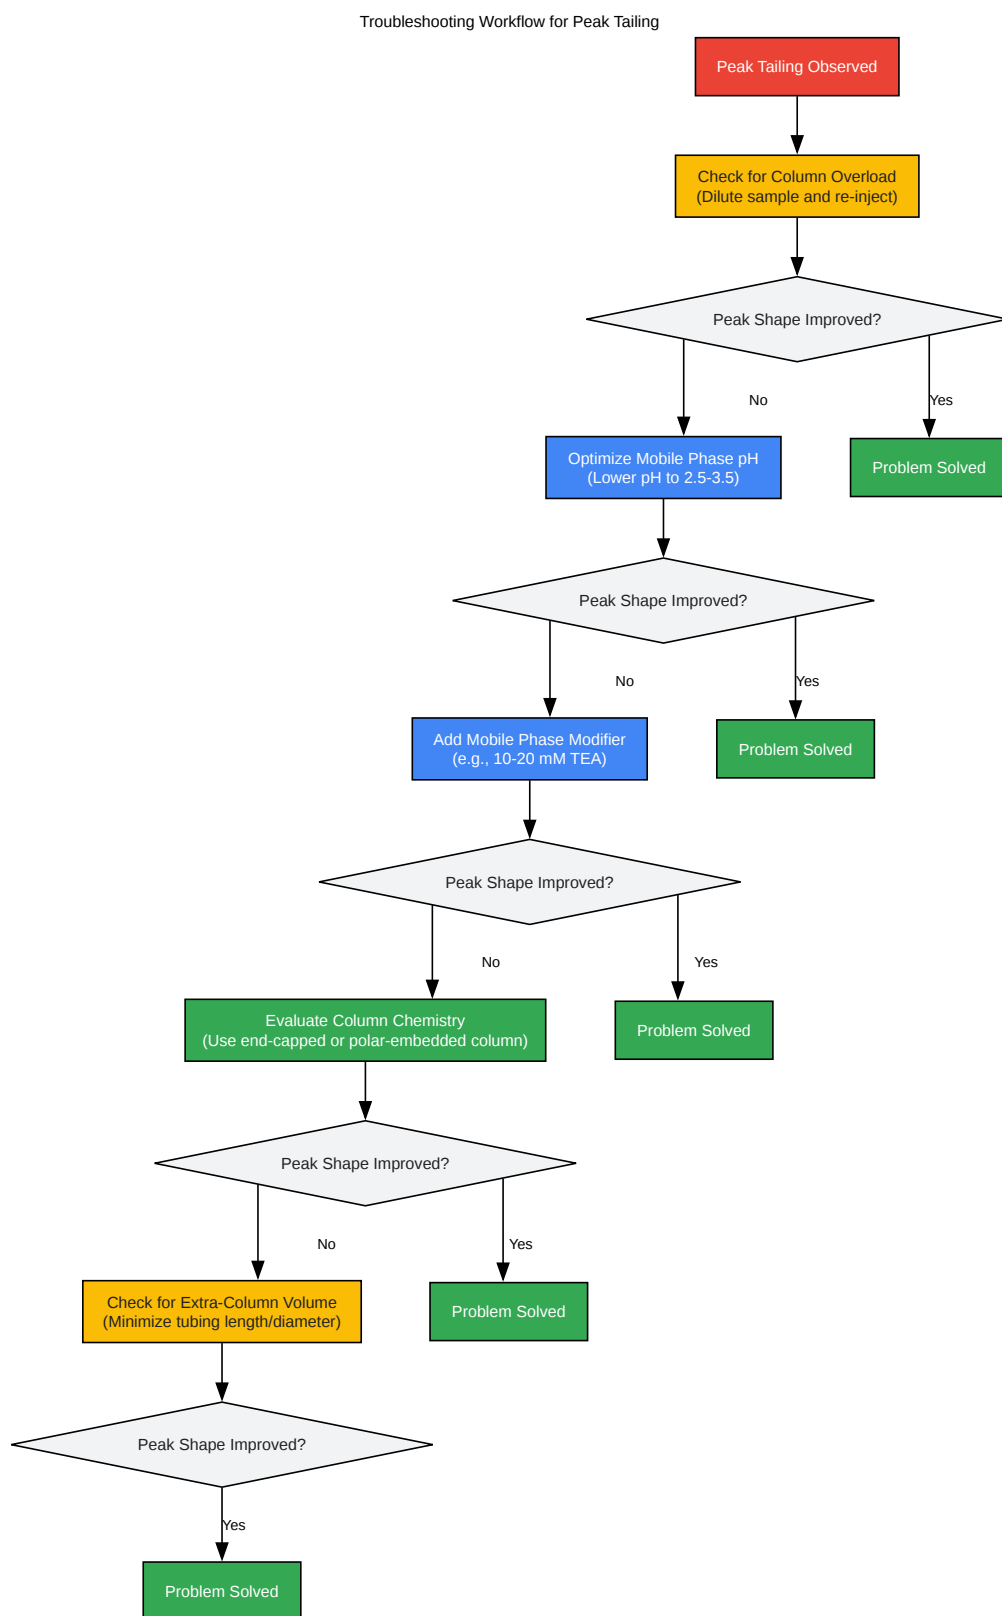 Troubleshooting Workflow for Peak Tailing
Peak Tailing Observed
Check for Column Overload
(Dilute sample and re-inject)
Peak Shape Improved?
No
Yes
Optimize Mobile Phase pH
(Lower pH to 2.5-3.5)
Problem Solved
Peak Shape Improved?
No
Yes
Add Mobile Phase Modifier
(e.g., 10-20 mM TEA)
Problem Solved
Peak Shape Improved?
No
Yes
Evaluate Column Chemistry
(Use end-capped or polar-embedded column)
Problem Solved
Peak Shape Improved?
No
Yes
Check for Extra-Column Volume
(Minimize tubing length/diameter)
Problem Solved
Peak Shape Improved?
Yes
Problem Solved